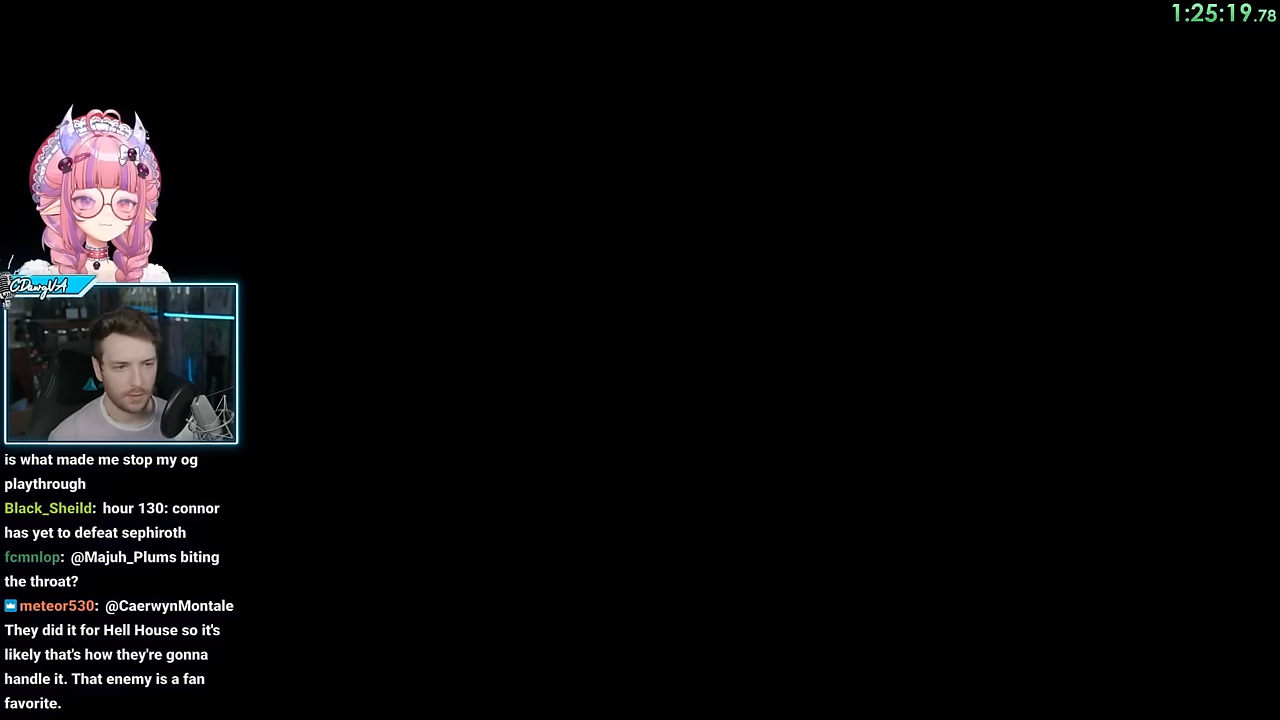 1:25:19.78
CDawgVA
is what made me stop my og
playthrough
Black_Sheild: hour 130: connor
has yet to defeat sephiroth
fcmnlop: @Majuh_Plums biting
the throat?
meteor530: @CaerwynMontale
They did it for Hell House so it's
likely that's how they're gonna
handle it. That enemy is a fan
favorite.